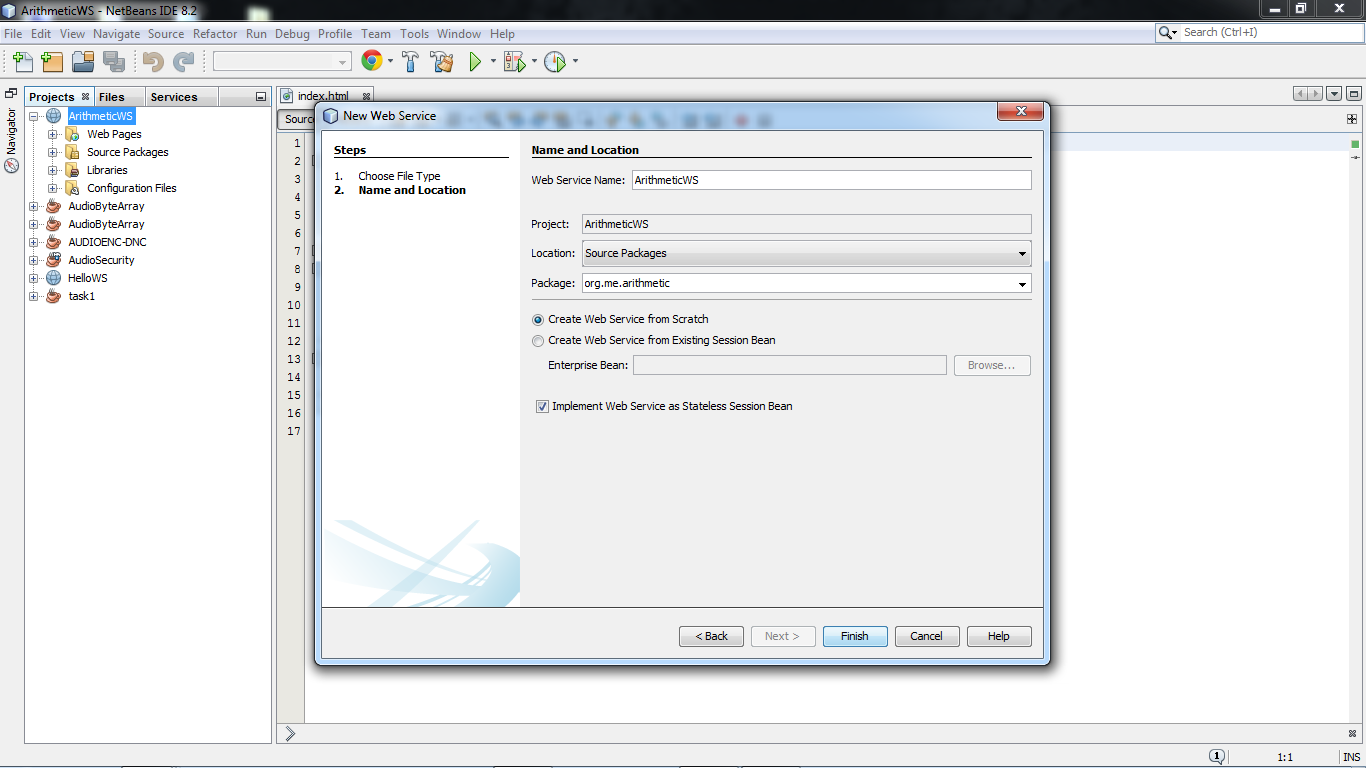 ArithmeticWS - NetBeans IDE 8.2
File Edit View Navigate Source Refactor Run Debug Profile Team Tools Window Help
Search (Ctrl+I)
Projects Files Services
Navigator
ArithmeticWS
Web Pages
Source Packages
Libraries
Configuration Files
AudioByteArray
AudioByteArray
AUDIOENC-DNC
AudioSecurity
HelloWS
task1
index.html
1
2
3
4
5
6
7
8
9
10
11
12
13
14
15
16
17
New Web Service
Steps
1. Choose File Type
2. Name and Location
Name and Location
Web Service Name: ArithmeticWS
Project: ArithmeticWS
Location: Source Packages
Package: org.me.arithmetic
Create Web Service from Scratch
Create Web Service from Existing Session Bean
Enterprise Bean: Browse...
Implement Web Service as Stateless Session Bean
< Back Next > Finish Cancel Help
1 1:1 INS